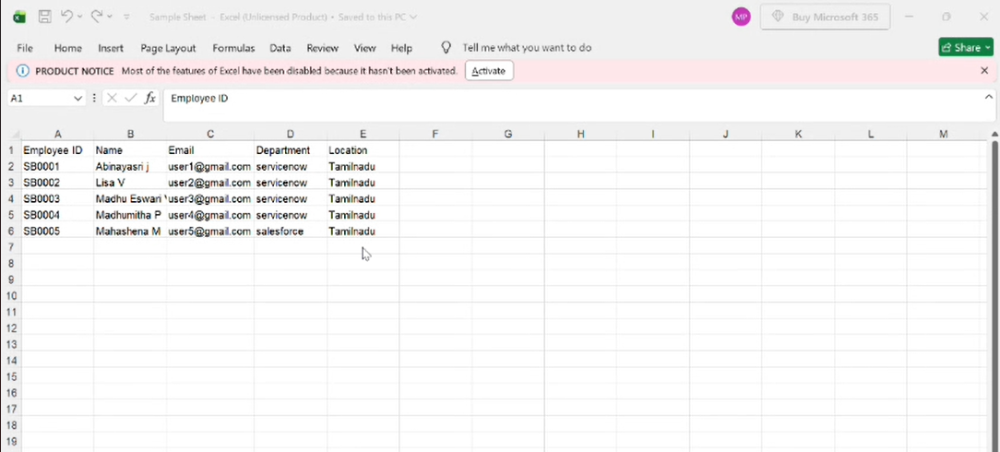 Sample Sheet - Excel (Unlicensed Product) • Saved to this PC MP Buy Microsoft 365
File Home Insert Page Layout Formulas Data Review View Help Tell me what you want to do Share
PRODUCT NOTICE Most of the features of Excel have been disabled because it hasn't been activated. Activate
A1 fx Employee ID
A B C D E F G H I J K L M
1 Employee ID Name Email Department Location
2 SB0001 Abinayasri j user1@gmail.com servicenow Tamilnadu
3 SB0002 Lisa V user2@gmail.com servicenow Tamilnadu
4 SB0003 Madhu Eswari user3@gmail.com servicenow Tamilnadu
5 SB0004 Madhumitha P user4@gmail.com servicenow Tamilnadu
6 SB0005 Mahashena M user5@gmail.com salesforce Tamilnadu
7
8
9
10
11
12
13
14
15
16
17
18
19